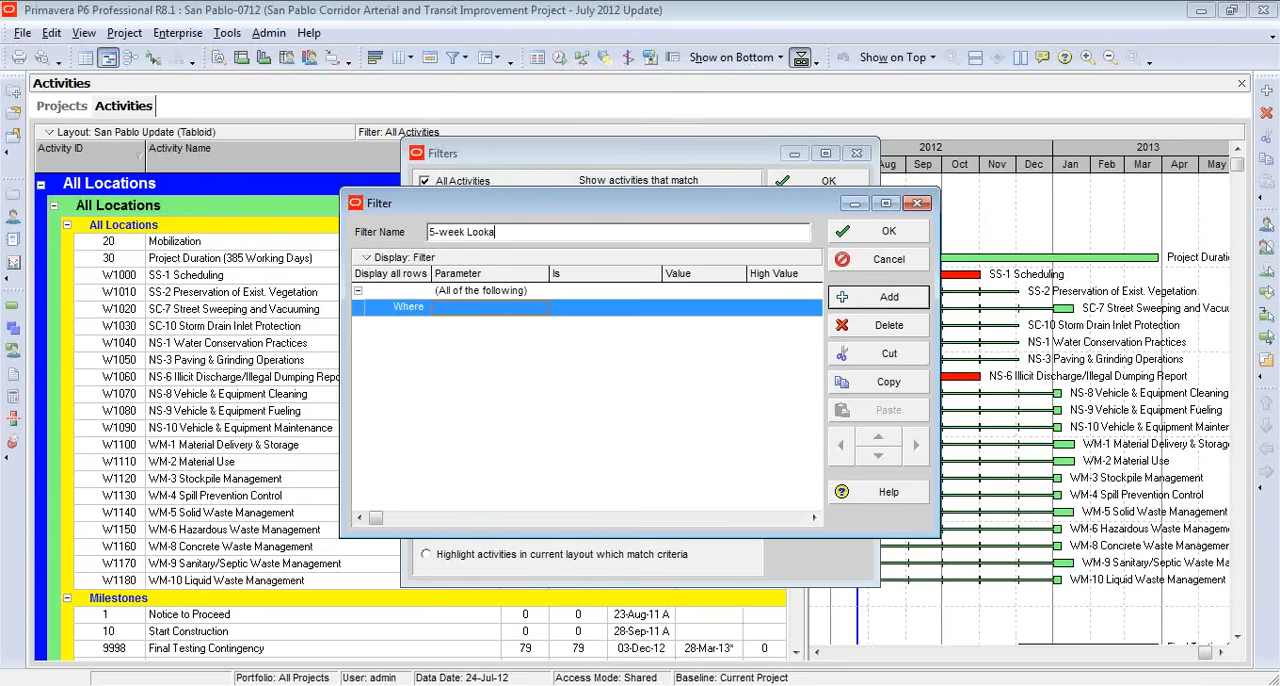 Primavera P6 Professional R8.1 : San Pablo-0712 (San Pablo Corridor Arterial and Transit Improvement Project - July 2012 Update)
File Edit View Project Enterprise Tools Admin Help
Show on Bottom Show on Top
Activities
Projects Activities
Layout: San Pablo Update (Tabloid) Filter: All Activities
Activity ID Activity Name
2012 2013
Aug Sep Oct Nov Dec Jan Feb Mar Apr May
Filters
All Activities Show activities that match OK
Filter
Filter Name 5-week Looka
Display: Filter
Display all rows Parameter Is Value High Value
(All of the following)
Where
OK
Cancel
Add
Delete
Cut
Copy
Paste
Help
Highlight activities in current layout which match criteria
All Locations
All Locations
All Locations
20 Mobilization
30 Project Duration (385 Working Days) Project Durati
W1000 SS-1 Scheduling SS-1 Scheduling
W1010 SS-2 Preservation of Exist. Vegetation SS-2 Preservation of Exist. Vegetation
W1020 SC-7 Street Sweeping and Vacuuming SC-7 Street Sweeping and Vacuu
W1030 SC-10 Storm Drain Inlet Protection SC-10 Storm Drain Inlet Protection
W1040 NS-1 Water Conservation Practices NS-1 Water Conservation Practices
W1050 NS-3 Paving & Grinding Operations NS-3 Paving & Grinding Operations
W1060 NS-6 Illicit Discharge/Illegal Dumping Report NS-6 Illicit Discharge/Illegal Dumping Report
W1070 NS-8 Vehicle & Equipment Cleaning NS-8 Vehicle & Equipment Cleaning
W1080 NS-9 Vehicle & Equipment Fueling NS-9 Vehicle & Equipment Fueling
W1090 NS-10 Vehicle & Equipment Maintenance NS-10 Vehicle & Equipment Mainter
W1100 WM-1 Material Delivery & Storage WM-1 Material Delivery & Storage
W1110 WM-2 Material Use WM-2 Material Use
W1120 WM-3 Stockpile Management WM-3 Stockpile Management
W1130 WM-4 Spill Prevention Control WM-4 Spill Prevention Control
W1140 WM-5 Solid Waste Management WM-5 Solid Waste Management
W1150 WM-6 Hazardous Waste Management WM-6 Hazardous Waste Managem
W1160 WM-8 Concrete Waste Management WM-8 Concrete Waste Managem
W1170 WM-9 Sanitary/Septic Waste Management WM-9 Sanitary/Septic Waste Ma
W1180 WM-10 Liquid Waste Management WM-10 Liquid Waste Management
Milestones
1 Notice to Proceed 0 0 23-Aug-11 A
10 Start Construction 0 0 28-Sep-11 A
9998 Final Testing Contingency 79 79 03-Dec-12 28-Mar-13* 0
Portfolio: All Projects User: admin Data Date: 24-Jul-12 Access Mode: Shared Baseline: Current Project